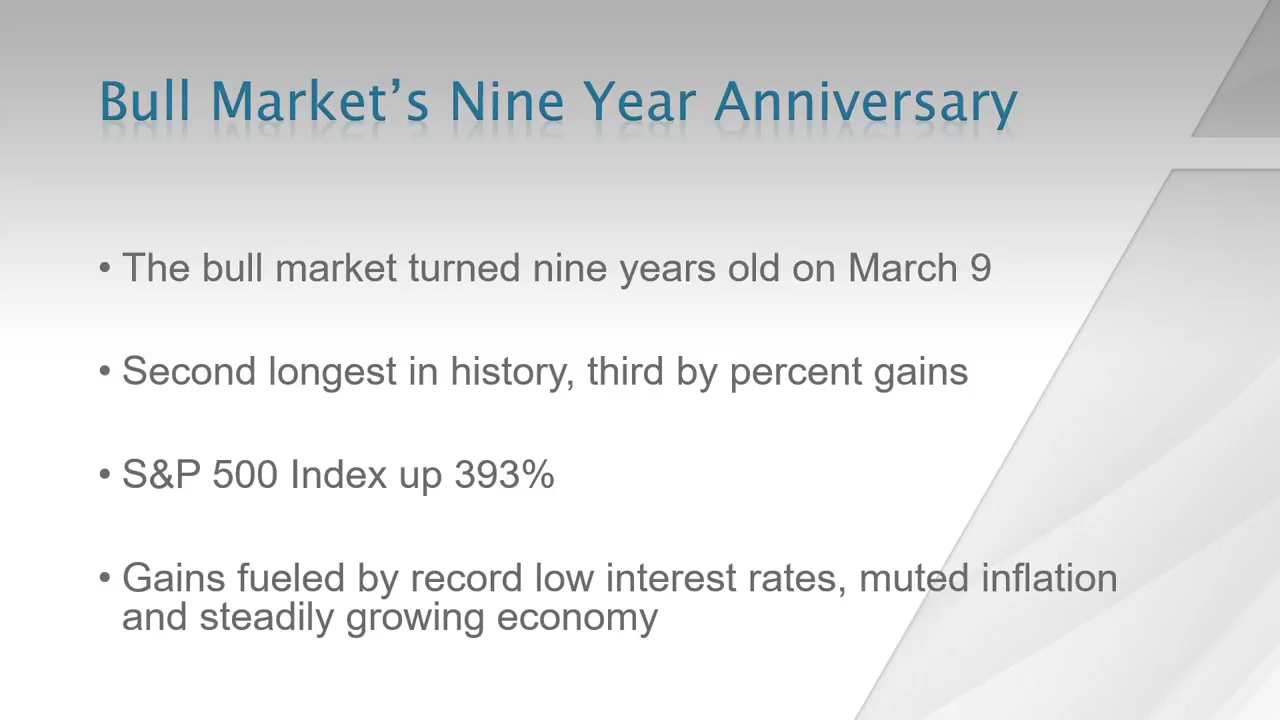 Bull Market’s Nine Year Anniversary
• The bull market turned nine years old on March 9
• Second longest in history, third by percent gains
• S&P 500 Index up 393%
• Gains fueled by record low interest rates, muted inflation
and steadily growing economy